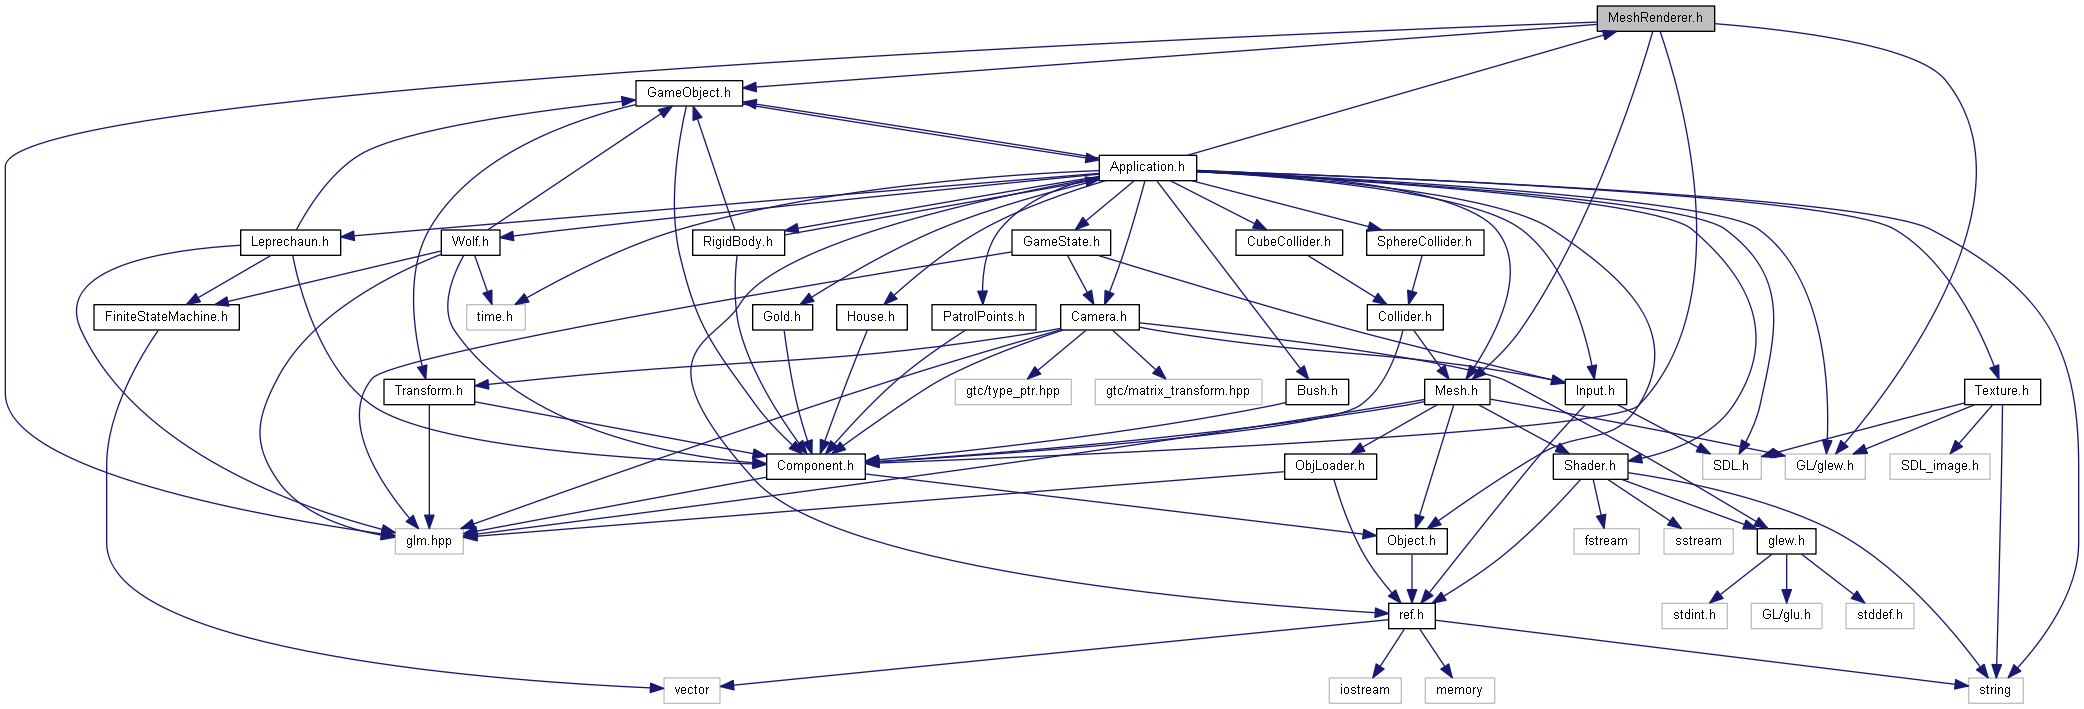 MeshRenderer.h
GameObject.h
Application.h
Leprechaun.h
Wolf.h
RigidBody.h
GameState.h
CubeCollider.h
SphereCollider.h
FiniteStateMachine.h
time.h
Gold.h
House.h
PatrolPoints.h
Camera.h
Collider.h
Transform.h
gtc/type_ptr.hpp
gtc/matrix_transform.hpp
Bush.h
Mesh.h
Input.h
Texture.h
Component.h
ObjLoader.h
Shader.h
SDL.h
GL/glew.h
SDL_image.h
glm.hpp
Object.h
fstream
sstream
glew.h
ref.h
stdint.h
GL/glu.h
stddef.h
vector
iostream
memory
string